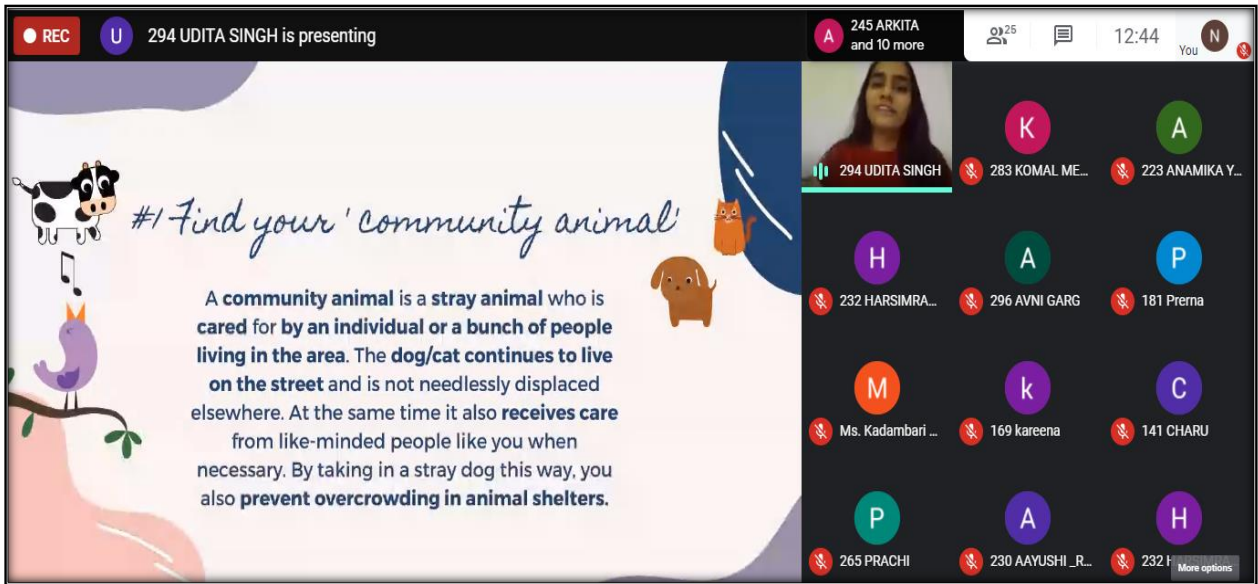 REC
U
294 UDITA SINGH is presenting
A
245 ARKITA
and 10 more
25
12:44
You
N
#1 Find your 'community animal'
A community animal is a stray animal who is
cared for by an individual or a bunch of people
living in the area. The dog/cat continues to live
on the street and is not needlessly displaced
elsewhere. At the same time it also receives care
from like-minded people like you when
necessary. By taking in a stray dog this way, you
also prevent overcrowding in animal shelters.
294 UDITA SINGH
K
283 KOMAL ME...
A
223 ANAMIKA Y...
H
232 HARSIMRA...
A
296 AVNI GARG
P
181 Prerna
M
Ms. Kadambari ...
k
169 kareena
C
141 CHARU
P
265 PRACHI
A
230 AAYUSHI _R...
H
232
More options